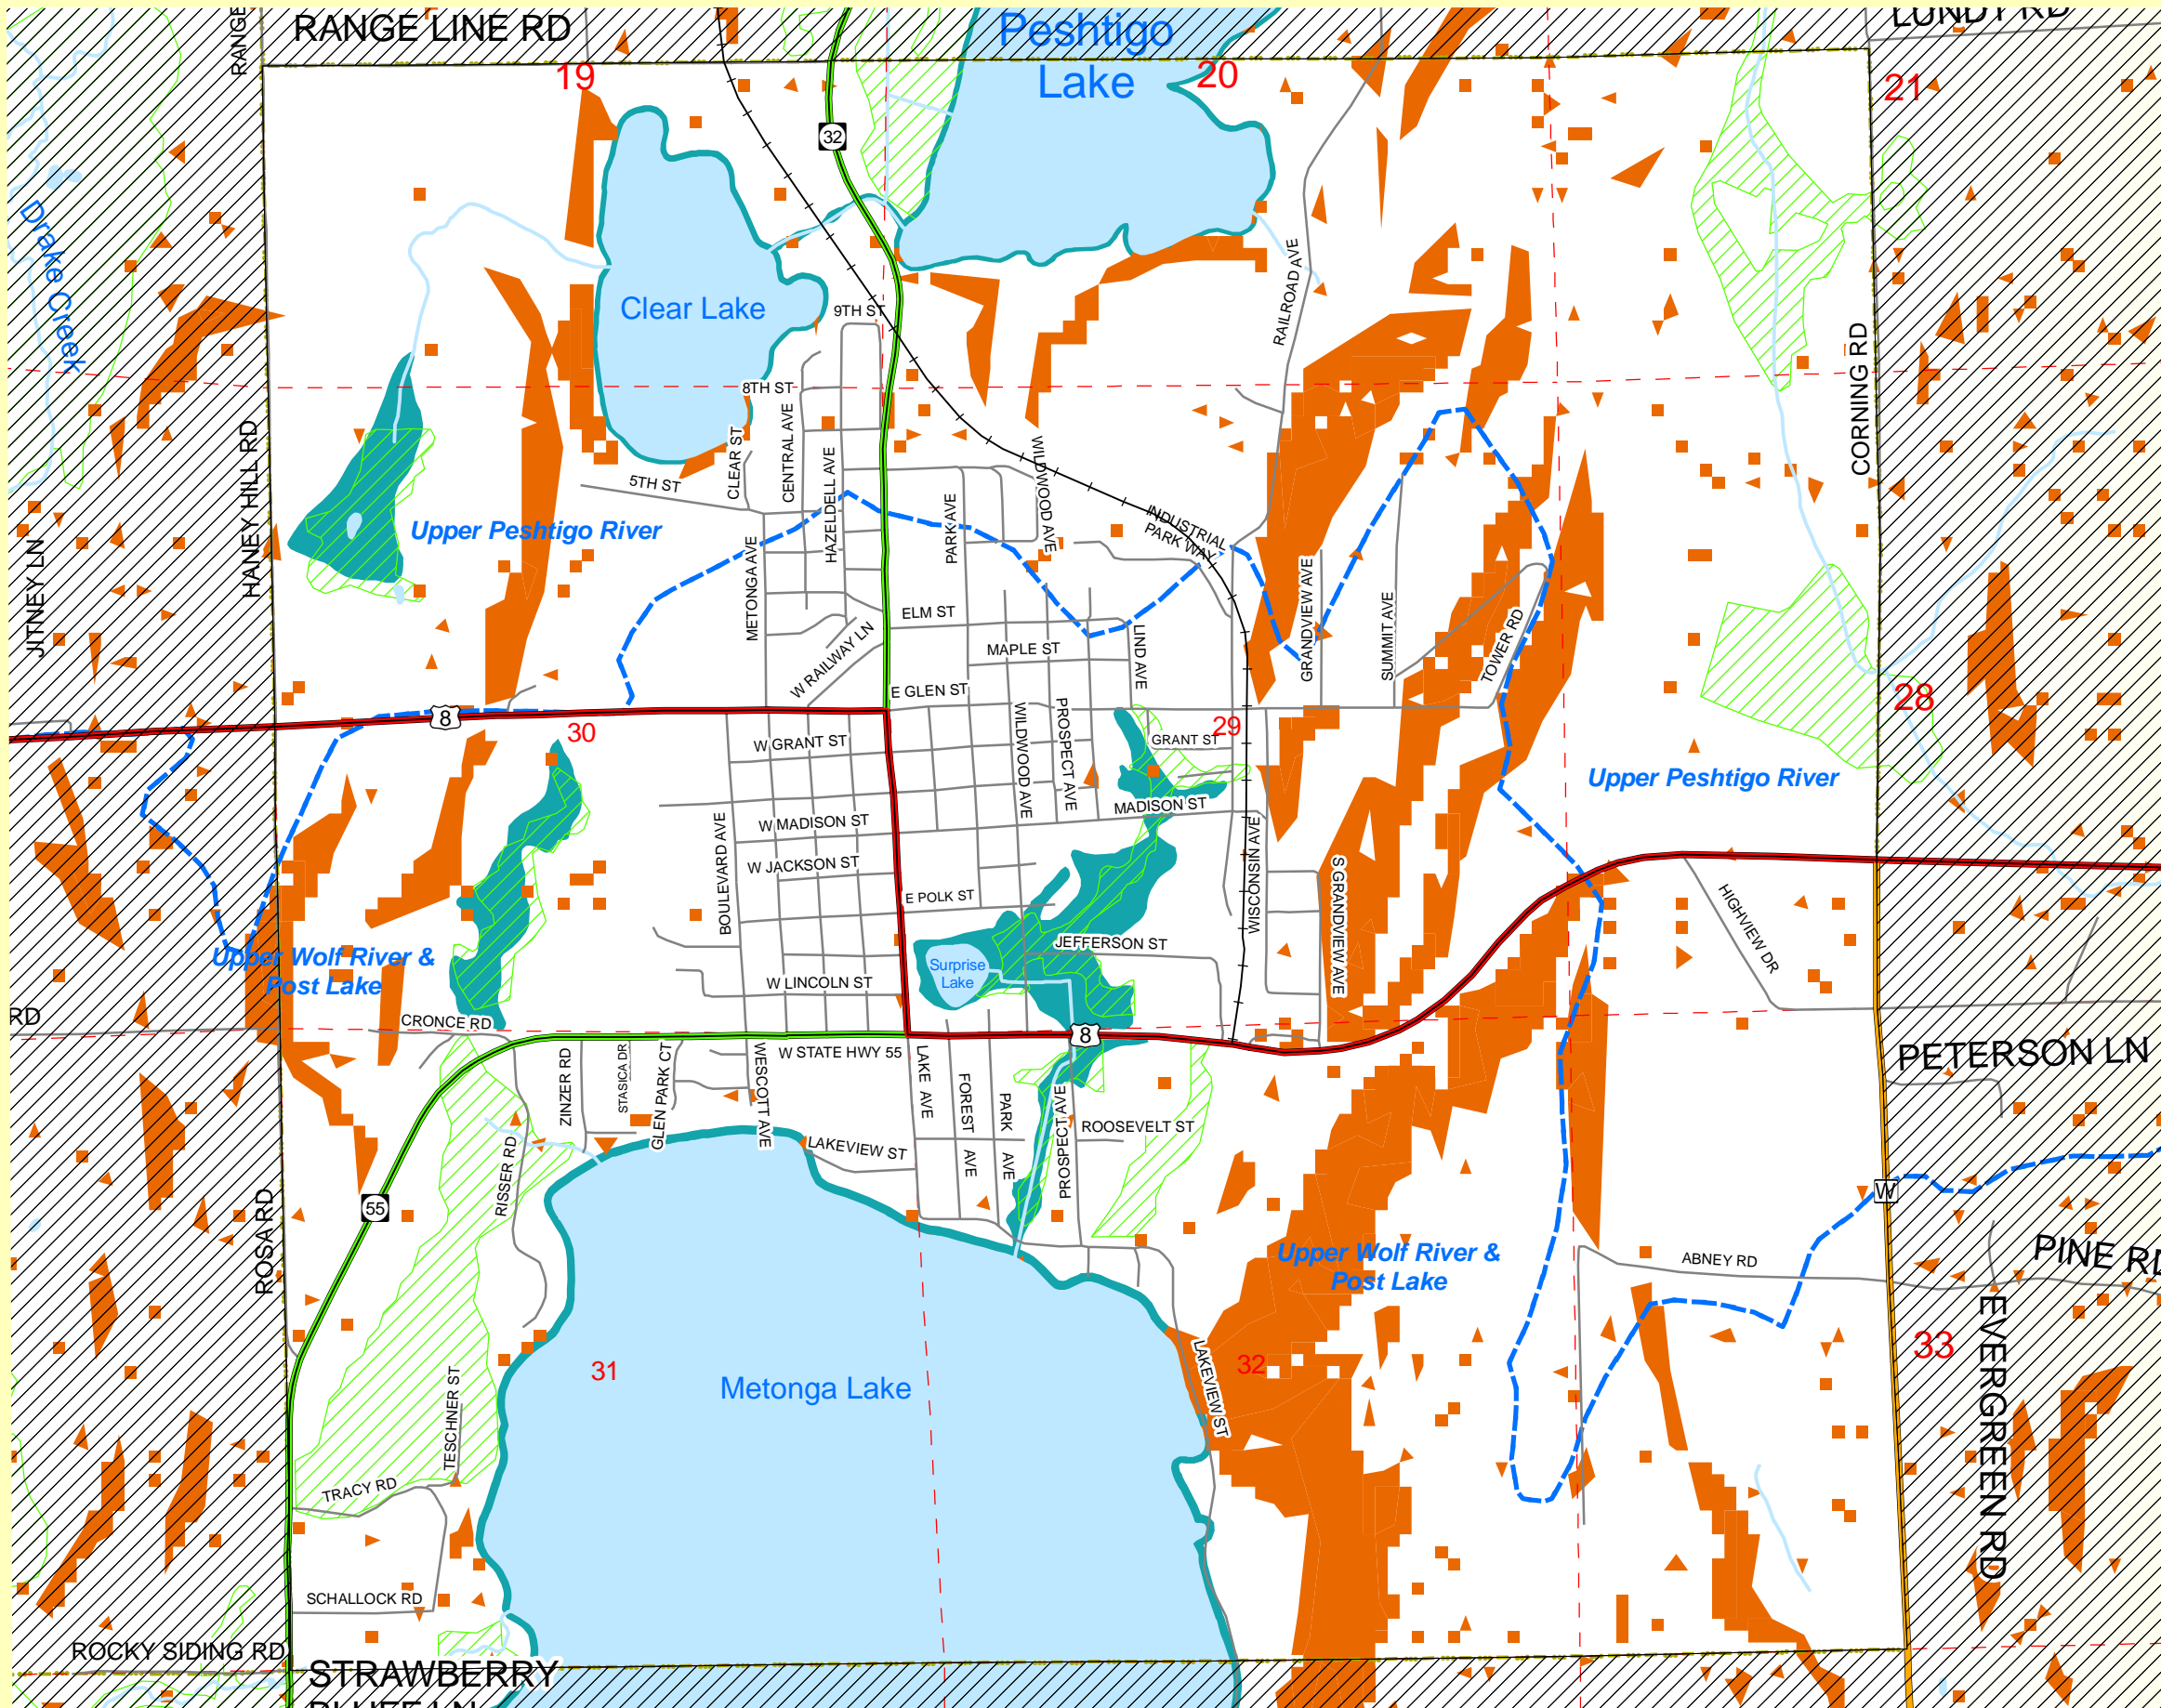 RANGE LINE RD
RANGE
Peshtigo
Lake
LUNDY RD
19
20
21
32
Drake Creek
Clear Lake
9TH ST
RAILROAD AVE
CORNING RD
8TH ST
HANEY HILL RD
CLEAR ST
CENTRAL AVE
HAZELDELL AVE
WILDWOOD AVE
5TH ST
PARK AVE
INDUSTRIAL
PARK WAY
Upper Peshtigo River
JITNEY LN
METONGA AVE
GRANDVIEW AVE
SUMMIT AVE
TOWER RD
ELM ST
LIND AVE
W RAILWAY LN
MAPLE ST
E GLEN ST
28
8
30
WILDWOOD AVE
PROSPECT AVE
29
W GRANT ST
GRANT ST
Upper Peshtigo River
MADISON ST
W MADISON ST
BOULEVARD AVE
W JACKSON ST
WISCONSIN AVE
S GRANDVIEW AVE
HIGHVIEW DR
E POLK ST
Upper Wolf River &
Post Lake
JEFFERSON ST
Surprise
Lake
W LINCOLN ST
RD
CRONCE RD
8
W STATE HWY 55
PETERSON LN
ZINZER RD
STASICA DR
GLEN PARK CT
WESCOTT AVE
LAKE AVE
FOREST AVE
PARK AVE
PROSPECT AVE
ROOSEVELT ST
RISSER RD
LAKEVIEW ST
55
W
ROSA RD
Upper Wolf River &
Post Lake
ABNEY RD
PINE RD
EVERGREEN RD
31
32
33
Metonga Lake
LAKEVIEW ST
TESCHNER ST
TRACY RD
SCHALLOCK RD
ROCKY SIDING RD
STRAWBERRY
BLUFF LN